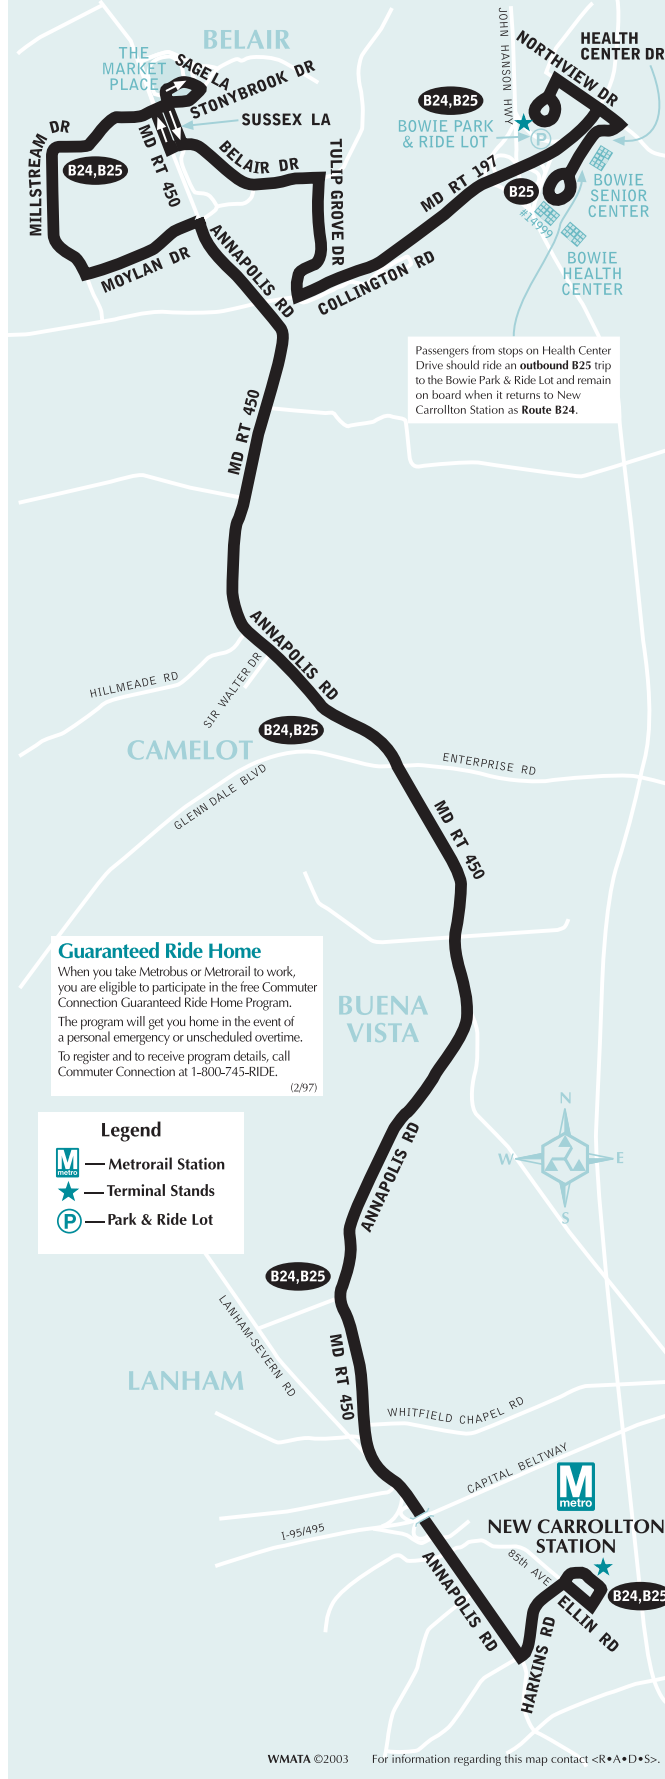 BELAIR
THE
MARKET
PLACE
SAGE LA
STONYBROOK DR
SUSSEX LA
MILLSTREAM DR
B24,B25
MD RT 450
BELAIR DR
TULIP GROVE DR
MOYLAN DR
ANNAPOLIS RD
COLLINGTON RD
MD RT 197
JOHN HANSON HWY
NORTHVIEW DR
HEALTH
CENTER DR
B24,B25
BOWIE PARK
& RIDE LOT
P
B25
#14999
BOWIE
SENIOR
CENTER
BOWIE
HEALTH
CENTER
Passengers from stops on Health Center
Drive should ride an outbound B25 trip
to the Bowie Park & Ride Lot and remain
on board when it returns to New
Carrollton Station as Route B24.
MD RT 450
ANNAPOLIS RD
HILLMEADE RD
SIR WALTER DR
B24,B25
CAMELOT
GLENN DALE BLVD
ENTERPRISE RD
MD RT 450
Guaranteed Ride Home
When you take Metrobus or Metrorail to work,
you are eligible to participate in the free Commuter
Connection Guaranteed Ride Home Program.
The program will get you home in the event of
a personal emergency or unscheduled overtime.
To register and to receive program details, call
Commuter Connection at 1-800-745-RIDE.
(2/97)
BUENA
VISTA
N
W
E
S
Legend
M
metro
Metrorail Station
Terminal Stands
P
Park & Ride Lot
ANNAPOLIS RD
B24,B25
LANHAM-SEVERN RD
MD RT 450
LANHAM
WHITFIELD CHAPEL RD
CAPITAL BELTWAY
M
metro
I-95/495
NEW CARROLLTON
STATION
85th AVE
ANNAPOLIS RD
B24,B25
ELLIN RD
HARKINS RD
WMATA ©2003 For information regarding this map contact <R•A•D•S>.